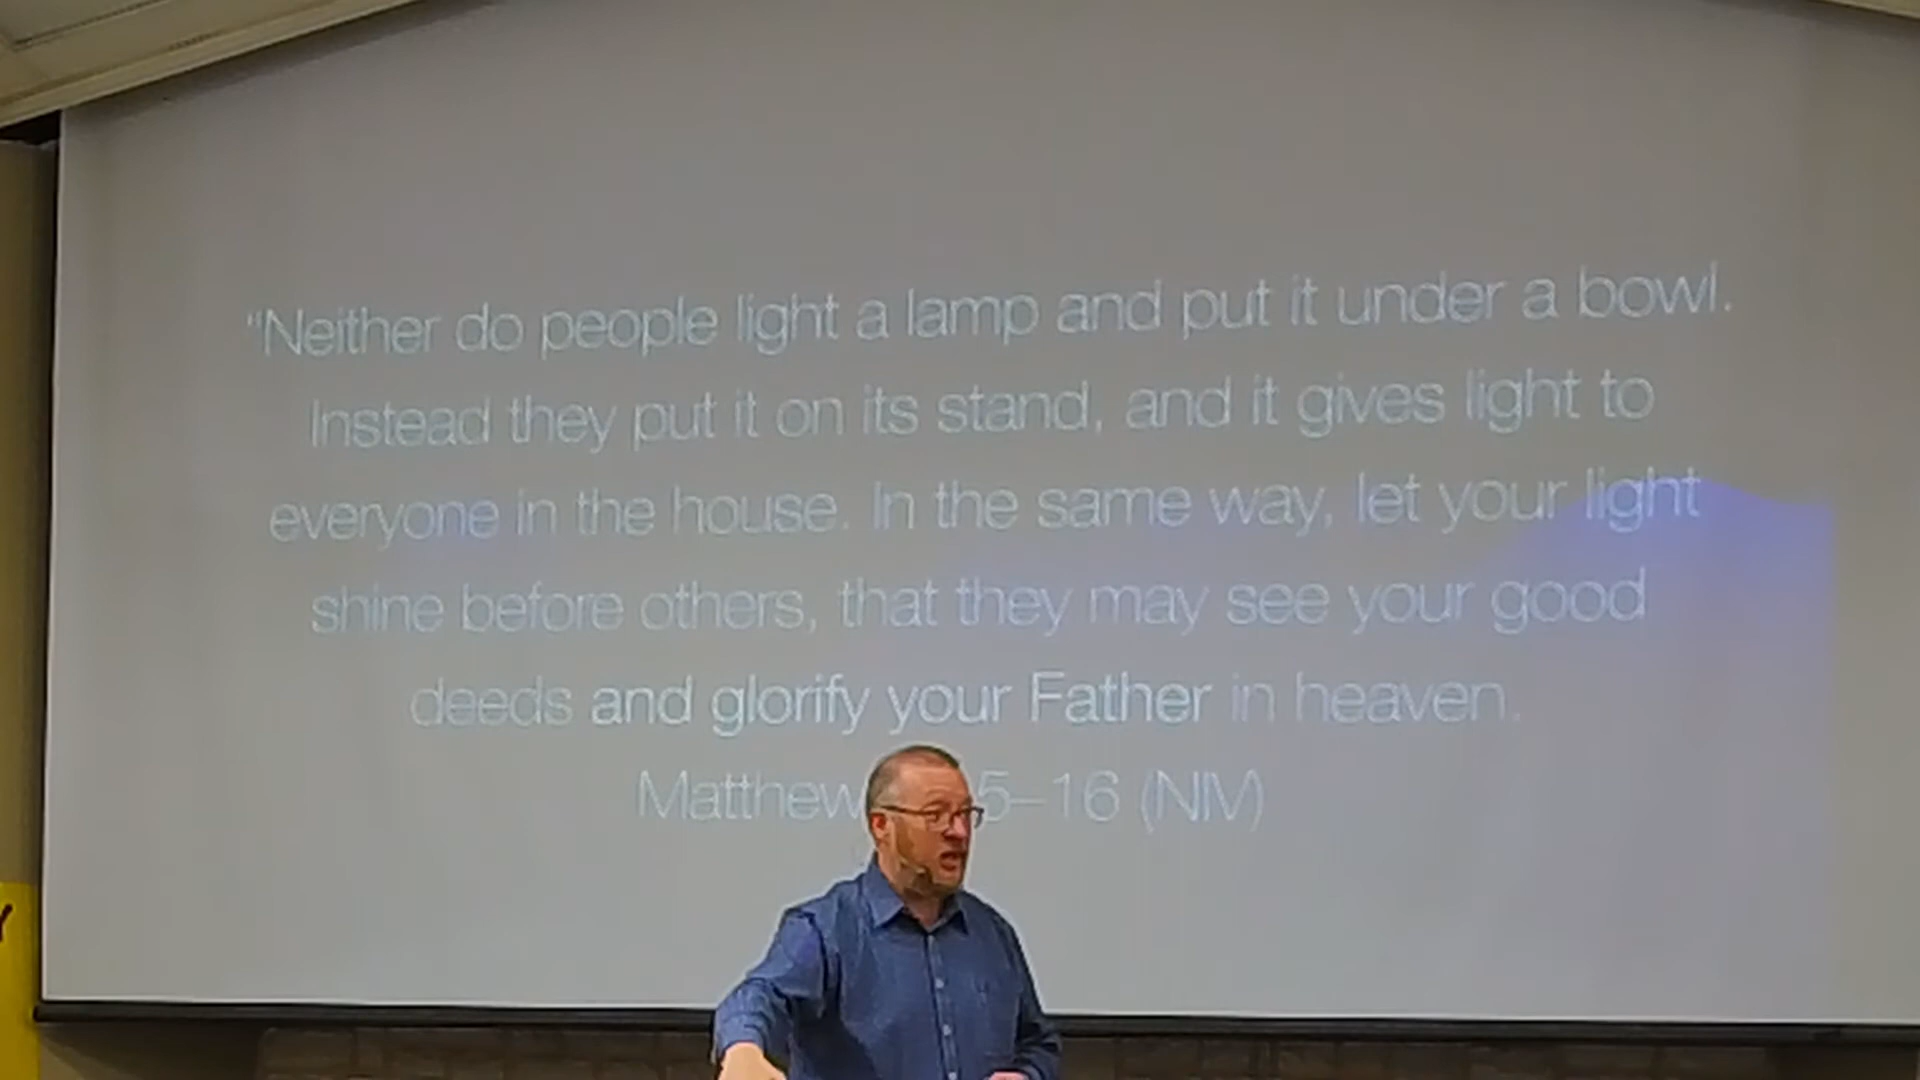 "Neither do people light a lamp and put it under a bowl.
Instead they put it on its stand, and it gives light to
everyone in the house. In the same way, let your light
shine before others, that they may see your good
deeds and glorify your Father in heaven.
Matthew 5–16 (NIV)
Y